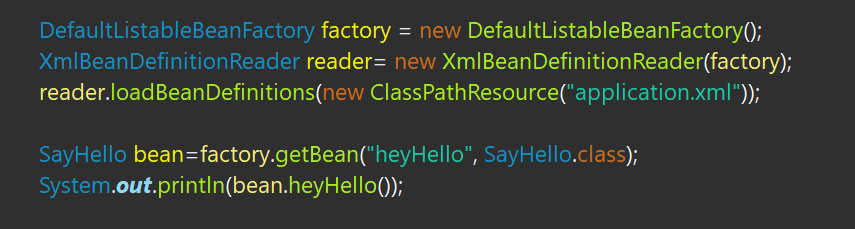 DefaultListableBeanFactory factory = new DefaultListableBeanFactory();
XmlBeanDefinitionReader reader= new XmlBeanDefinitionReader(factory);
reader.loadBeanDefinitions(new ClassPathResource("application.xml"));
SayHello bean=factory.getBean("heyHello", SayHello.class);
System.out.println(bean.heyHello());